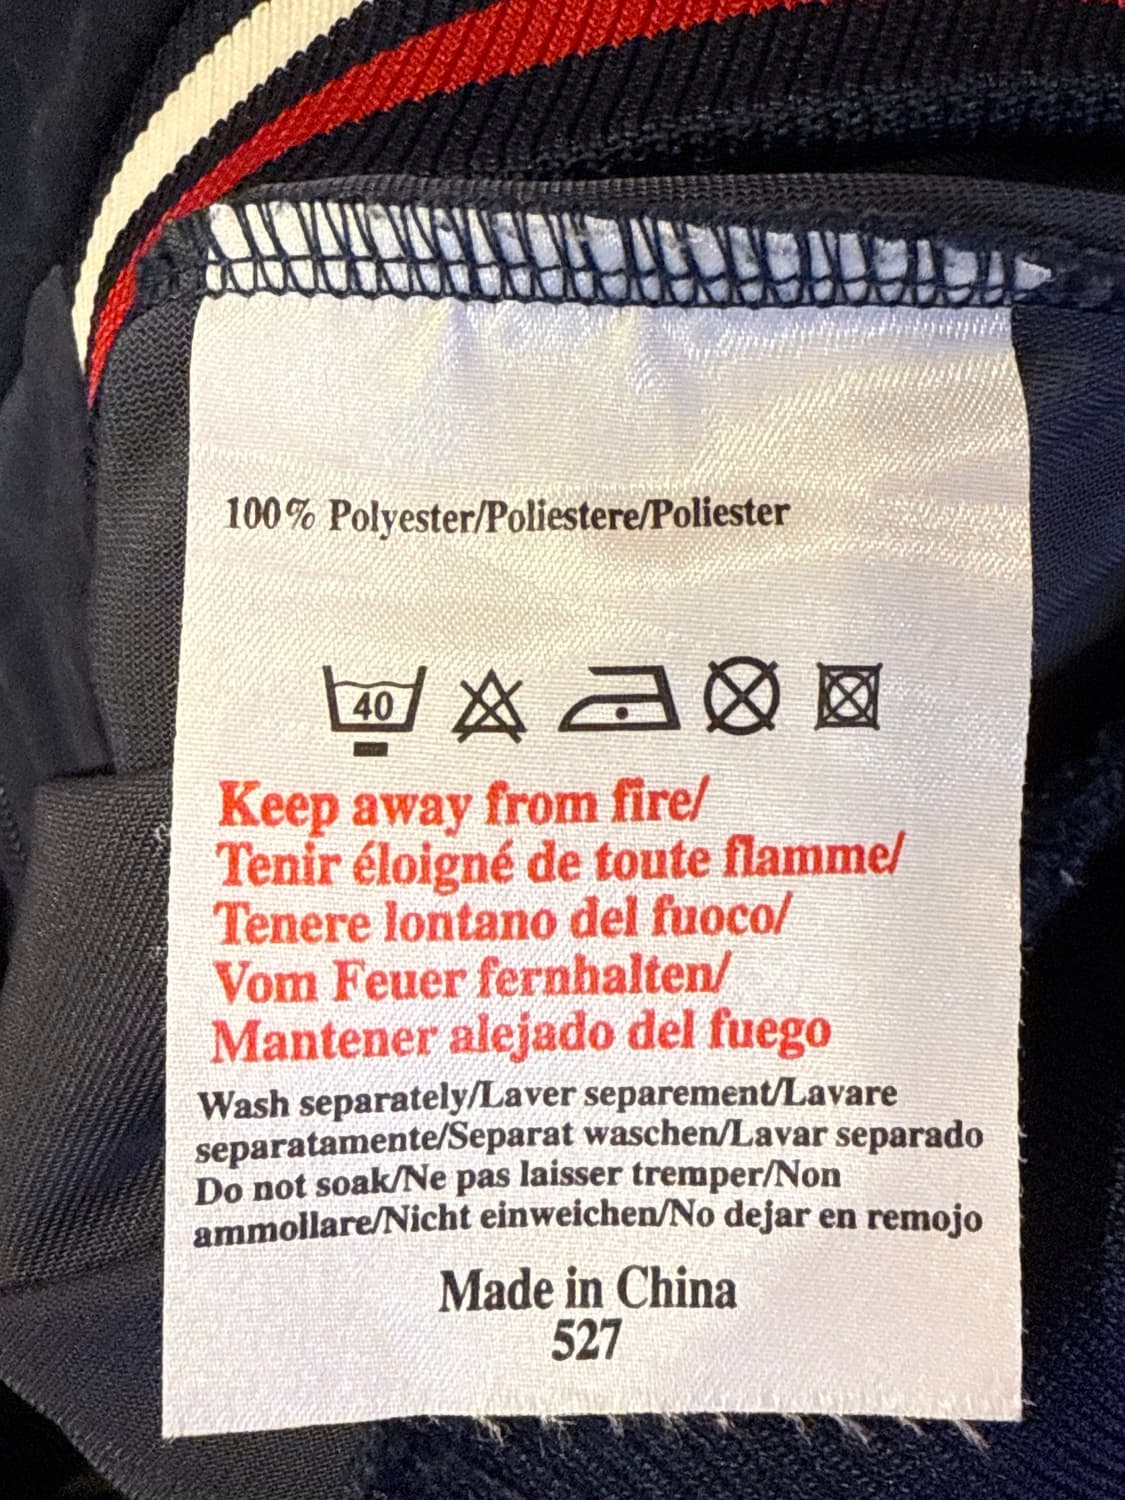 100% Polyester/Poliestere/Poliester
40
Keep away from fire/
Tenir éloigné de toute flamme/
Tenere lontano del fuoco/
Vom Feuer fernhalten/
Mantener alejado del fuego
Wash separately/Laver separement/Lavare
separatamente/Separat waschen/Lavar separado
Do not soak/Ne pas laisser tremper/Non
ammollare/Nicht einweichen/No dejar en remojo
Made in China
527